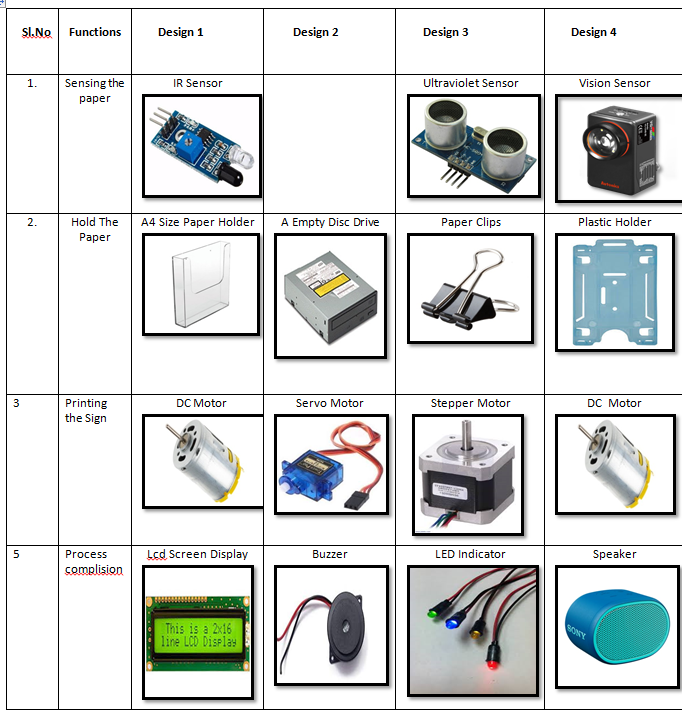 Sl.No Functions Design 1 Design 2 Design 3 Design 4
1. Sensing the paper IR Sensor Ultraviolet Sensor Vision Sensor
2. Hold The Paper A4 Size Paper Holder A Empty Disc Drive Paper Clips Plastic Holder
3 Printing the Sign DC Motor Servo Motor Stepper Motor DC Motor
5 Process complision Lcd Screen Display Buzzer LED Indicator Speaker
This is a 2x16
line LCD Display
SONY